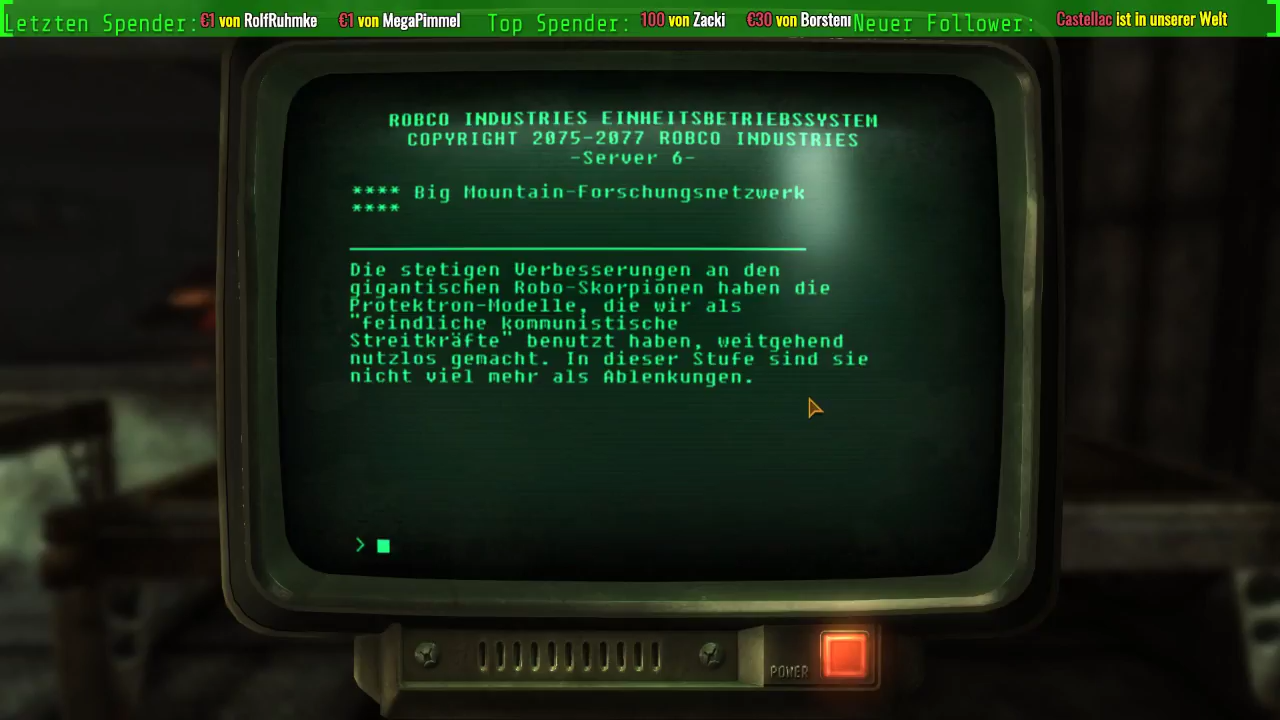 Letzten Spender: €1 von RolfRuhmke €1 von MegaPimmel Top Spender: 100 von Zacki €30 von Borsten Neuer Follower: Castellac ist in unserer Welt
ROBCO INDUSTRIES EINHEITSBETRIEBSSYSTEM
COPYRIGHT 2075-2077 ROBCO INDUSTRIES
-Server 6-
**** Big Mountain-Forschungsnetzwerk
****
Die stetigen Verbesserungen an den
gigantischen Robo-Skorpionen haben die
Protektron-Modelle, die wir als
"feindliche kommunistische
Streitkräfte" benutzt haben, weitgehend
nutzlos gemacht. In dieser Stufe sind sie
nicht viel mehr als Ablenkungen.
>
POWER